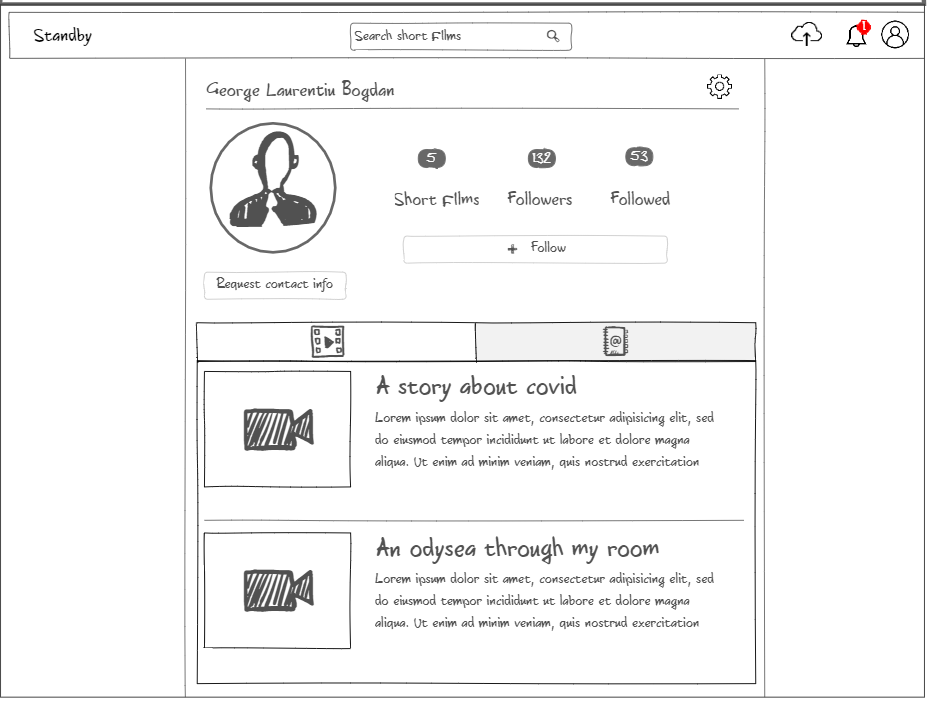 Standby
Search short Films
1
George Laurentiu Bogdan
5
132
53
Short Films
Followers
Followed
+ Follow
Request contact info
@
A story about covid
Lorem ipsum dolor sit amet, consectetur adipisicing elit, sed
do eiusmod tempor incididunt ut labore et dolore magna
aliqua. Ut enim ad minim veniam, quis nostrud exercitation
An odysea through my room
Lorem ipsum dolor sit amet, consectetur adipisicing elit, sed
do eiusmod tempor incididunt ut labore et dolore magna
aliqua. Ut enim ad minim veniam, quis nostrud exercitation